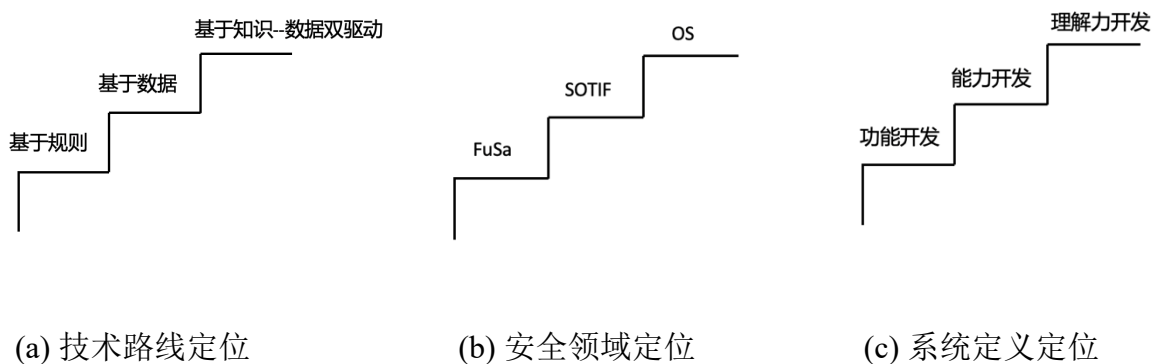 基于知识--数据双驱动
基于数据
基于规则
OS
SOTIF
FuSa
理解力开发
能力开发
功能开发
(a) 技术路线定位
(b) 安全领域定位
(c) 系统定义定位